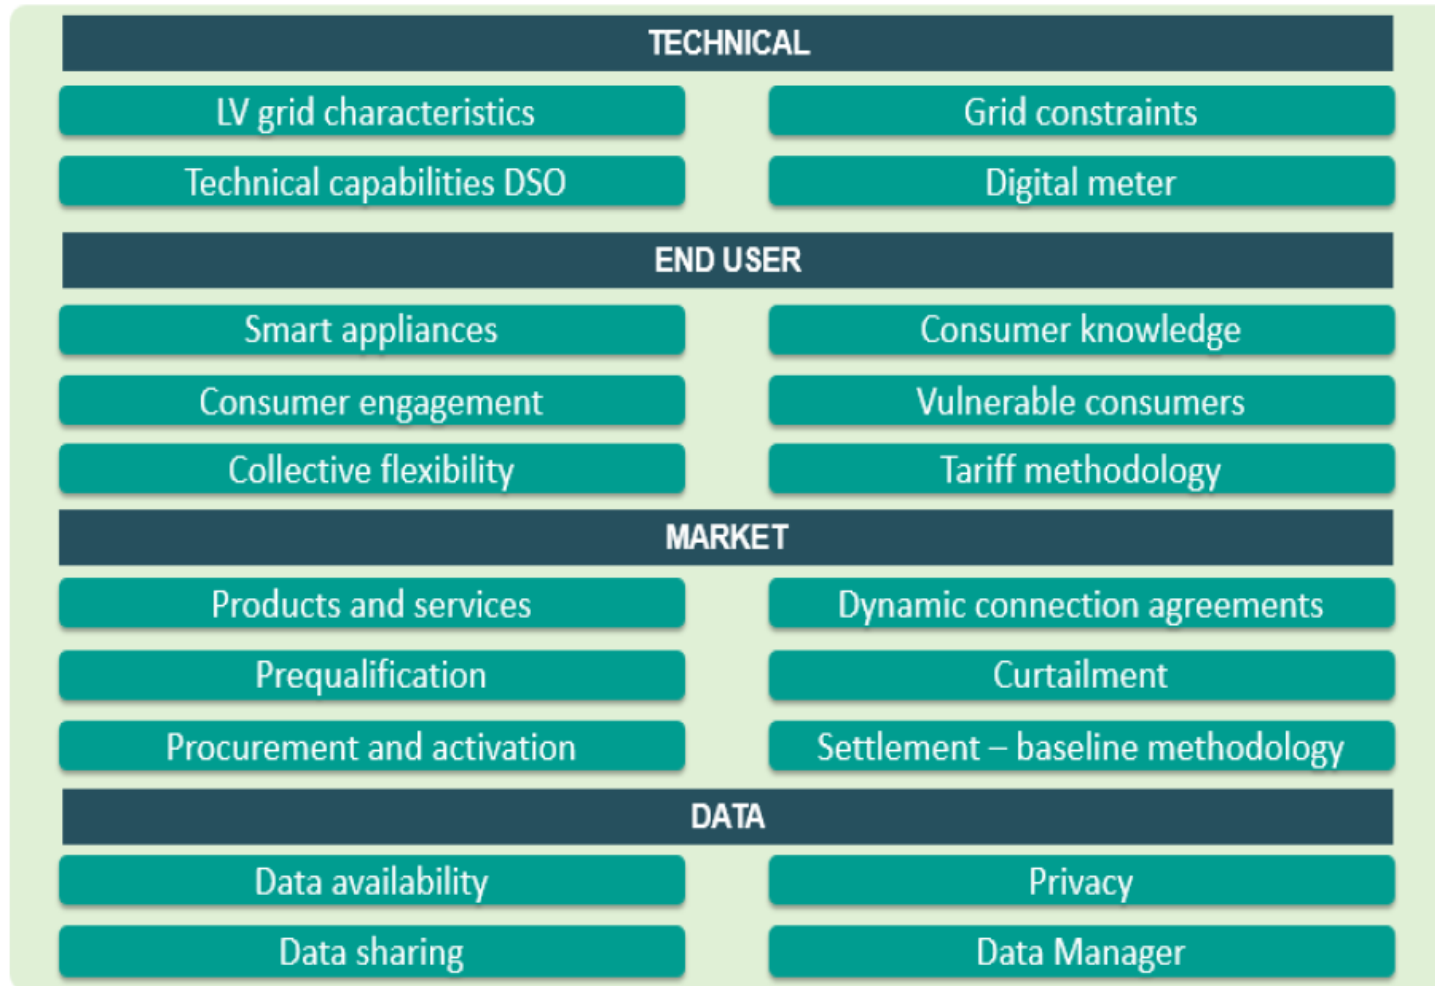 TECHNICAL
LV grid characteristics
Grid constraints
Technical capabilities DSO
Digital meter
END USER
Smart appliances
Consumer knowledge
Consumer engagement
Vulnerable consumers
Collective flexibility
Tariff methodology
MARKET
Products and services
Dynamic connection agreements
Prequalification
Curtailment
Procurement and activation
Settlement – baseline methodology
DATA
Data availability
Privacy
Data sharing
Data Manager